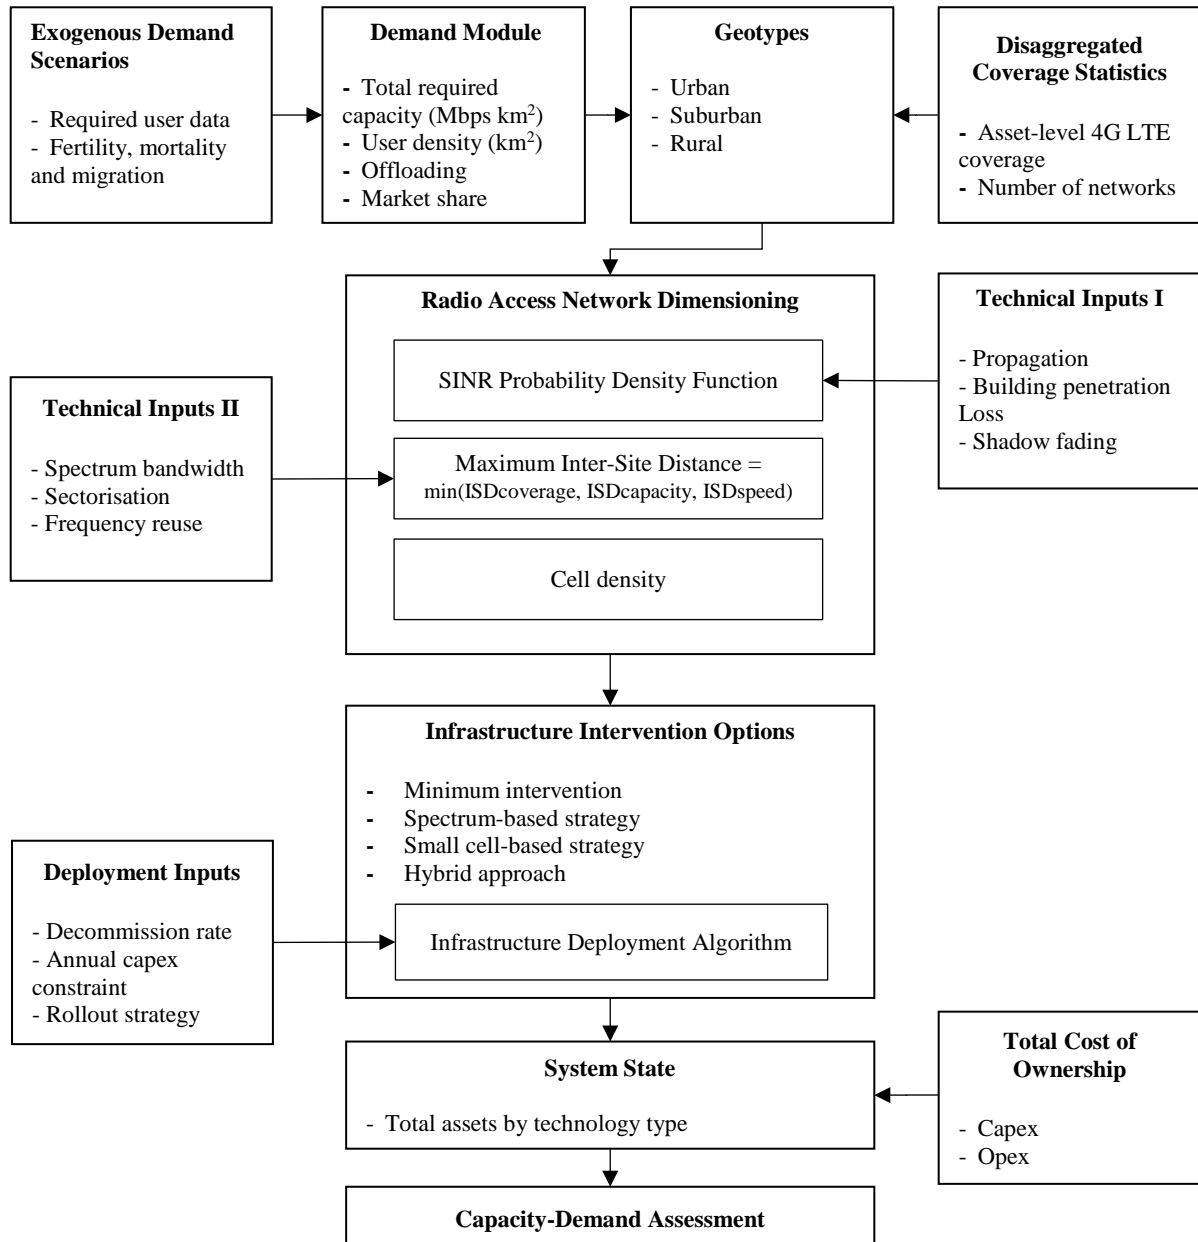 Exogenous Demand
Scenarios
- Required user data
- Fertility, mortality
and migration
Demand Module
- Total required
capacity (Mbps km²)
- User density (km²)
- Offloading
- Market share
Geotypes
- Urban
- Suburban
- Rural
Disaggregated
Coverage Statistics
- Asset-level 4G LTE
coverage
- Number of networks
Radio Access Network Dimensioning
SINR Probability Density Function
Maximum Inter-Site Distance =
min(ISDcoverage, ISDcapacity, ISDspeed)
Cell density
Technical Inputs I
- Propagation
- Building penetration
Loss
- Shadow fading
Technical Inputs II
- Spectrum bandwidth
- Sectorisation
- Frequency reuse
Infrastructure Intervention Options
- Minimum intervention
- Spectrum-based strategy
- Small cell-based strategy
- Hybrid approach
Infrastructure Deployment Algorithm
Deployment Inputs
- Decommission rate
- Annual capex
constraint
- Rollout strategy
System State
- Total assets by technology type
Total Cost of
Ownership
- Capex
- Opex
Capacity-Demand Assessment